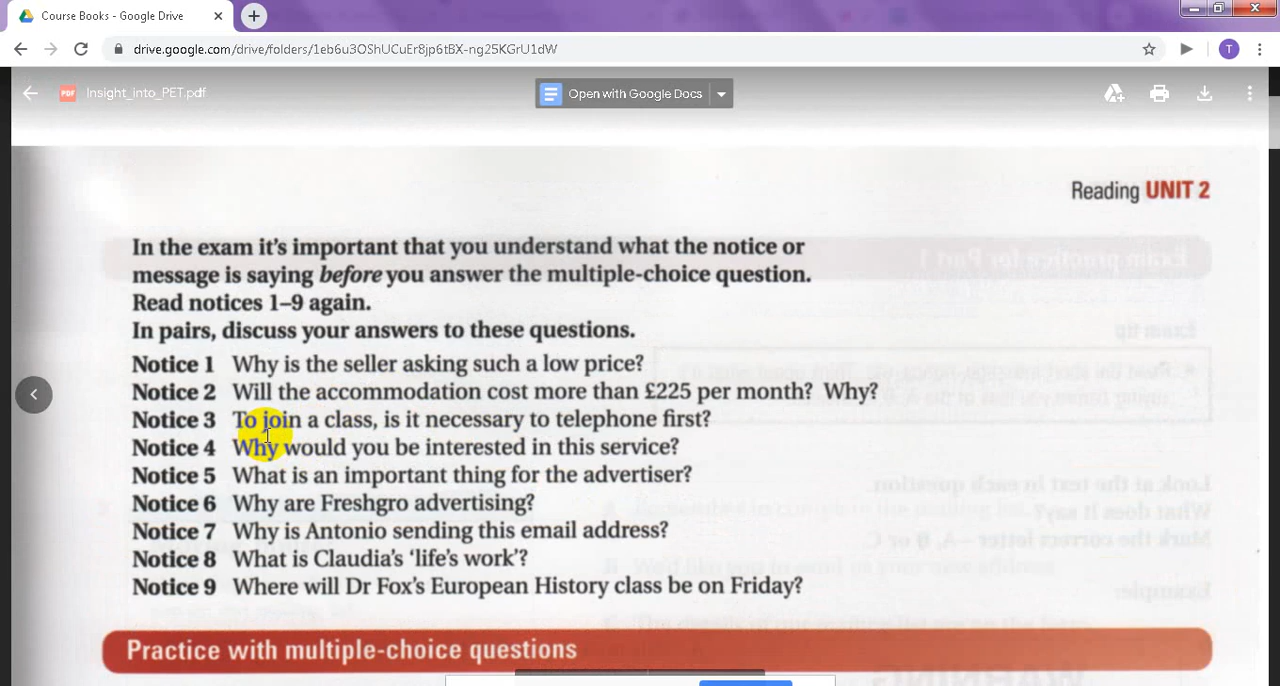 Course Books - Google Drive
drive.google.com/drive/folders/1eb6u3OShUCuEr8jp6tBX-ng25KGrU1dW
T
PDF Insight_into_PET.pdf
Open with Google Docs
Reading UNIT 2
In the exam it's important that you understand what the notice or
message is saying before you answer the multiple-choice question.
Read notices 1–9 again.
In pairs, discuss your answers to these questions.
Notice 1 Why is the seller asking such a low price?
Notice 2 Will the accommodation cost more than £225 per month? Why?
Notice 3 To join a class, is it necessary to telephone first?
Notice 4 Why would you be interested in this service?
Notice 5 What is an important thing for the advertiser?
Notice 6 Why are Freshgro advertising?
Notice 7 Why is Antonio sending this email address?
Notice 8 What is Claudia's 'life's work'?
Notice 9 Where will Dr Fox's European History class be on Friday?
Practice with multiple-choice questions